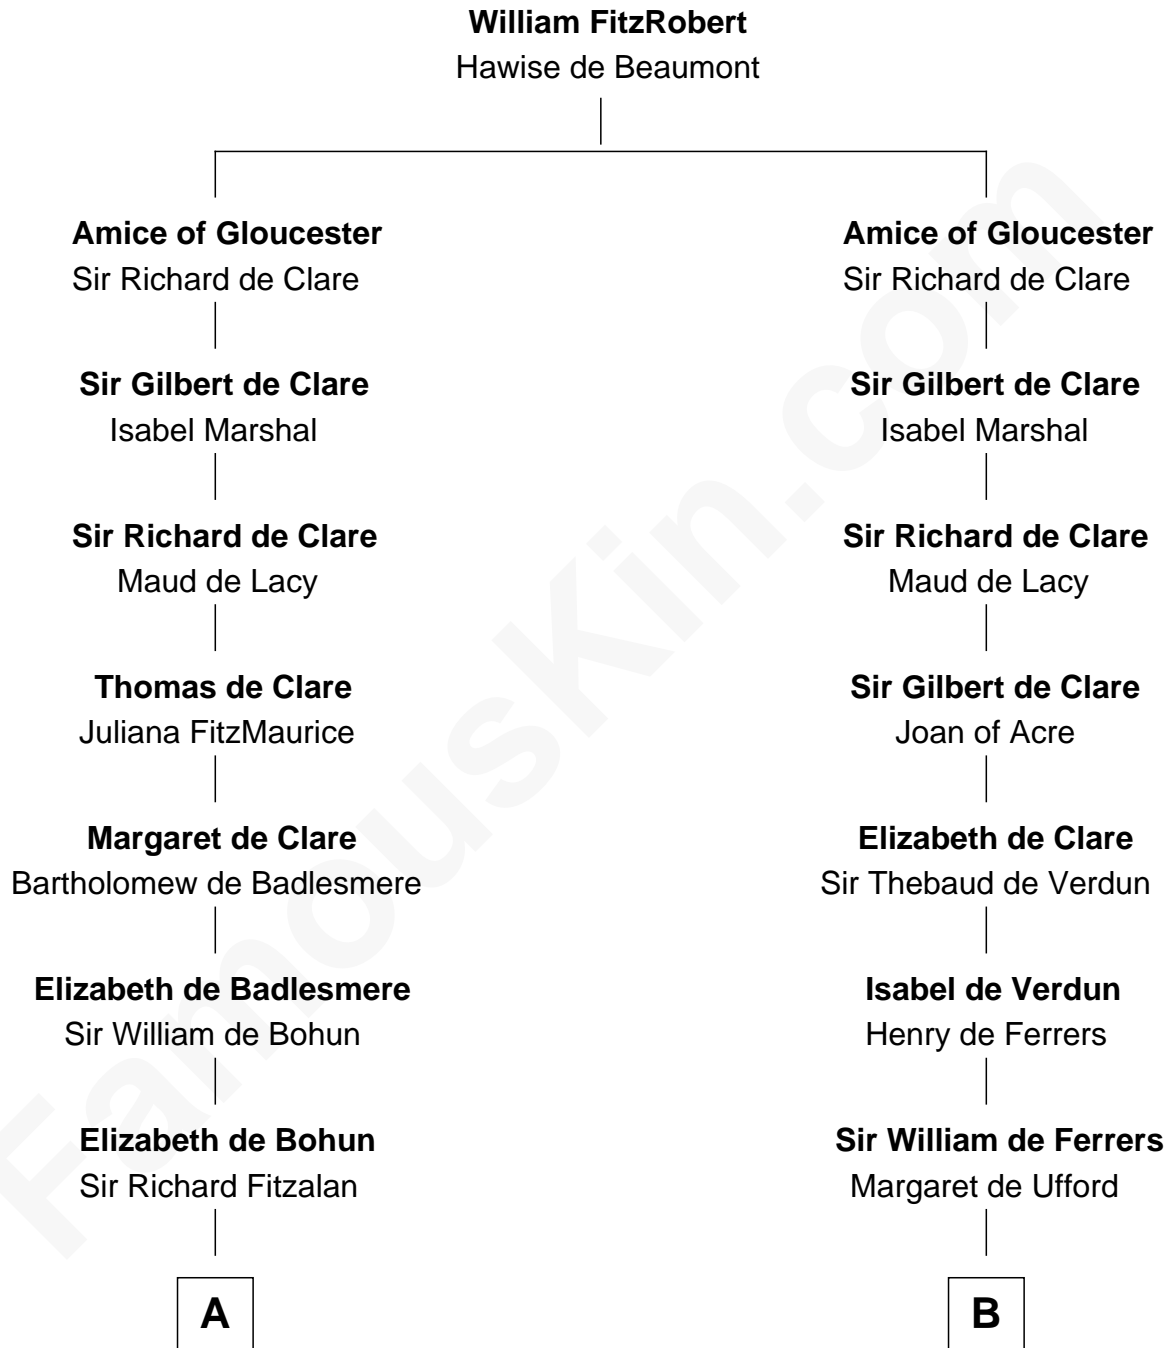 William FitzRobert
Hawise de Beaumont
Amice of Gloucester
Sir Richard de Clare
Amice of Gloucester
Sir Richard de Clare
Sir Gilbert de Clare
Isabel Marshal
Sir Gilbert de Clare
Isabel Marshal
Sir Richard de Clare
Maud de Lacy
Sir Richard de Clare
Maud de Lacy
Thomas de Clare
Juliana FitzMaurice
Sir Gilbert de Clare
Joan of Acre
Margaret de Clare
Bartholomew de Badlesmere
Elizabeth de Clare
Sir Thebaud de Verdun
Elizabeth de Badlesmere
Sir William de Bohun
Isabel de Verdun
Henry de Ferrers
Elizabeth de Bohun
Sir Richard Fitzalan
Sir William de Ferrers
Margaret de Ufford
A
B
FamousKin.com